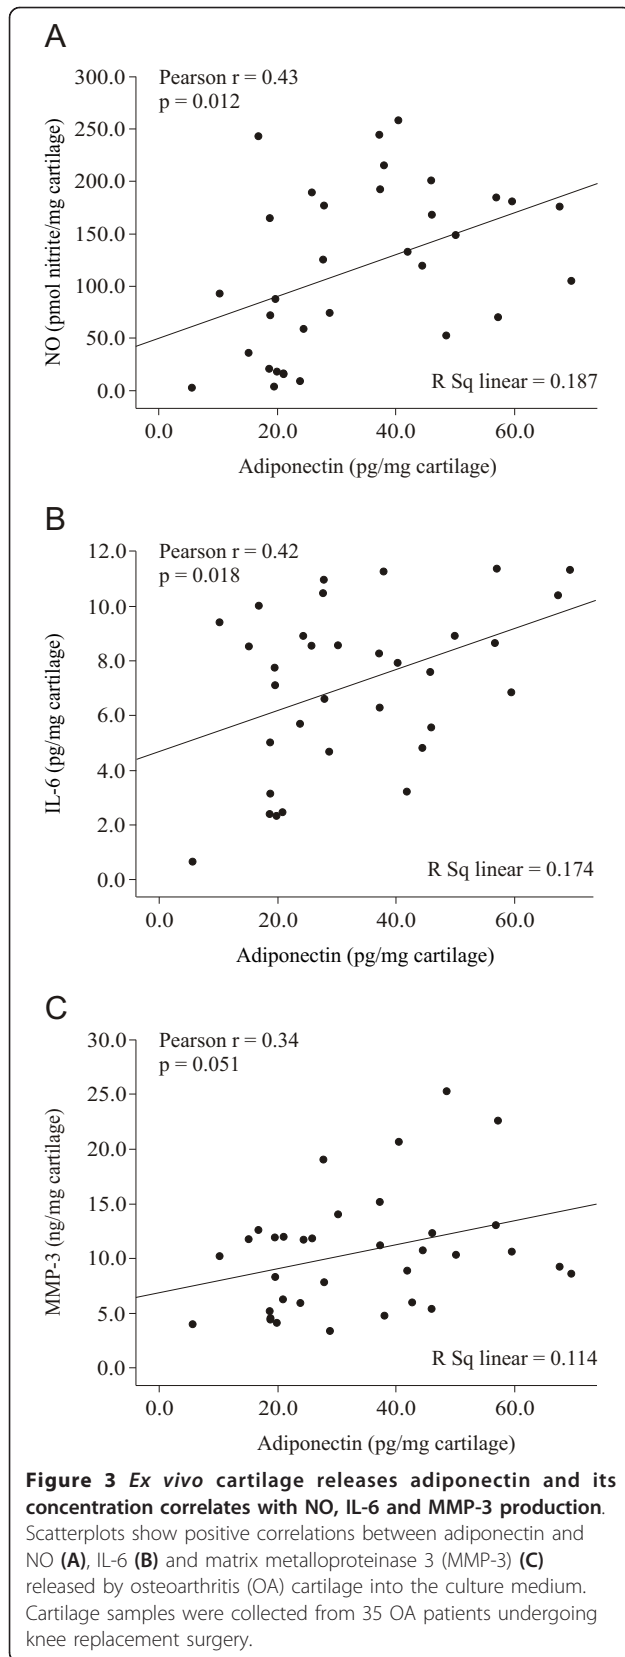 A
Pearson r = 0.43
p = 0.012
300.0
250.0
200.0
150.0
100.0
50.0
0.0
NO (pmol nitrite/mg cartilage)
R Sq linear = 0.187
0.0 20.0 40.0 60.0
Adiponectin (pg/mg cartilage)
B
Pearson r = 0.42
p = 0.018
12.0
10.0
8.0
6.0
4.0
2.0
0.0
IL-6 (pg/mg cartilage)
R Sq linear = 0.174
0.0 20.0 40.0 60.0
Adiponectin (pg/mg cartilage)
C
Pearson r = 0.34
p = 0.051
30.0
25.0
20.0
15.0
10.0
5.0
0.0
MMP-3 (ng/mg cartilage)
R Sq linear = 0.114
0.0 20.0 40.0 60.0
Adiponectin (pg/mg cartilage)
Figure 3 Ex vivo cartilage releases adiponectin and its
concentration correlates with NO, IL-6 and MMP-3 production.
Scatterplots show positive correlations between adiponectin and
NO (A), IL-6 (B) and matrix metalloproteinase 3 (MMP-3) (C)
released by osteoarthritis (OA) cartilage into the culture medium.
Cartilage samples were collected from 35 OA patients undergoing
knee replacement surgery.